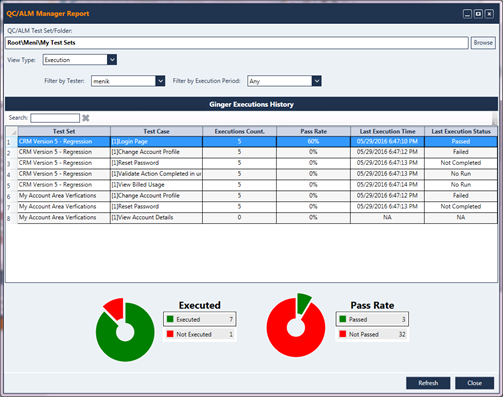 QC/ALM Manager Report
QC/ALM Test Set/Folder:
Root\Meni\My Test Sets Browse
View Type: Execution
Filter by Tester: menik Filter by Execution Period: Any
Ginger Executions History
Search:
Test Set Test Case Executions Count. Pass Rate Last Execution Time Last Execution Status
1 CRM Version 5 - Regression [1]Login Page 5 60% 05/29/2016 6:47:10 PM Passed
2 CRM Version 5 - Regression [1]Change Account Profile 5 0% 05/29/2016 6:47:12 PM Failed
3 CRM Version 5 - Regression [1]Reset Password 5 0% 05/29/2016 6:47:13 PM Not Completed
4 CRM Version 5 - Regression [1]Validate Action Completed in ur 5 0% 05/29/2016 6:47:13 PM No Run
5 CRM Version 5 - Regression [1]View Billed Usage 5 0% 05/29/2016 6:47:14 PM No Run
6 My Account Area Verfications [1]Change Account Profile 5 0% 05/29/2016 6:47:12 PM Failed
7 My Account Area Verfications [1]Reset Password 5 0% 05/29/2016 6:47:13 PM Not Completed
8 My Account Area Verfications [1]View Account Details 0 0% NA NA
Executed
Executed 7
Not Executed 1
Pass Rate
Passed 3
Not Passed 32
Refresh Close